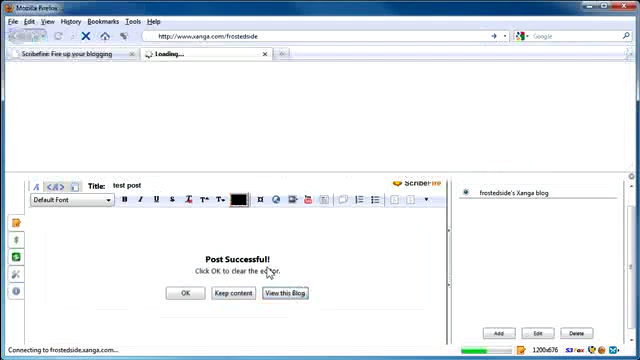 Mozilla Firefox
File Edit View History Bookmarks Tools Help
http://www.xanga.com/frostedside
Google
Scribefire: Fire up your blogging
Loading...
Title: test post
ScribeFire
Default Font
B I U S T T T
frostedside's Xanga blog
Post Successful!
Click OK to clear the editor.
OK Keep content View this Blog
Add Edit Delete
Connecting to frostedside.xanga.com...
1200x676 S3Fox